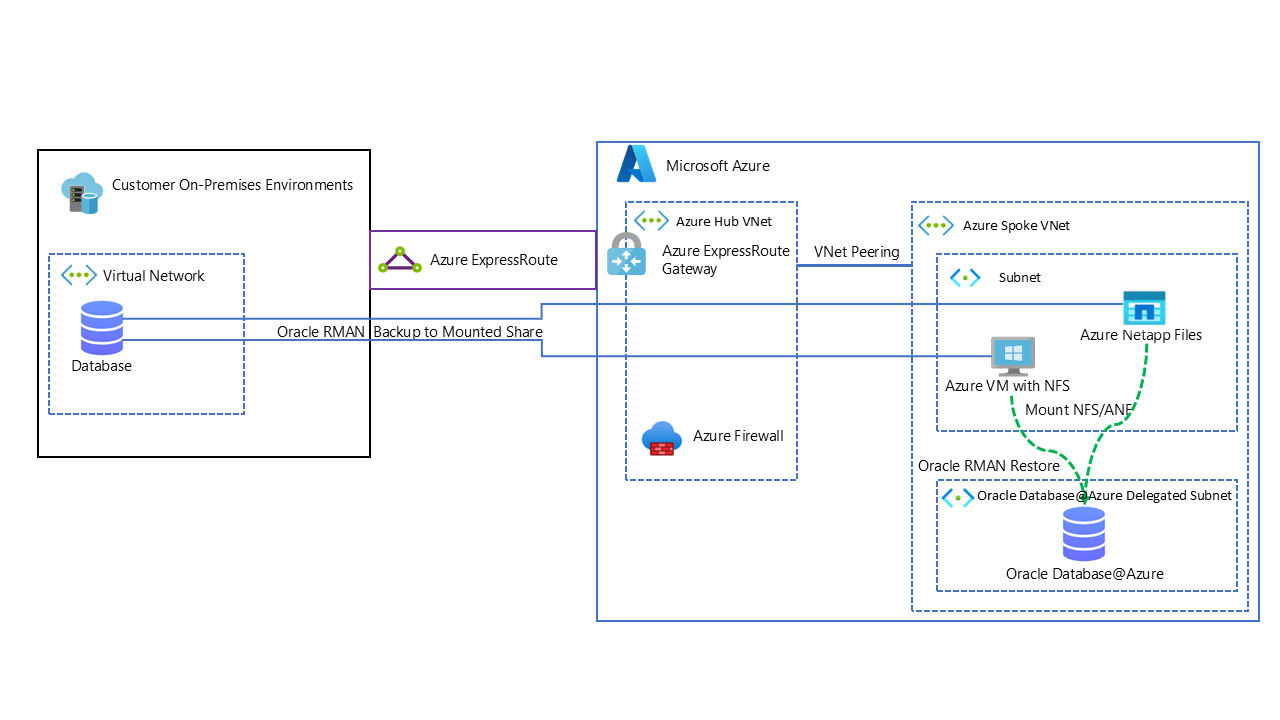 Customer On-Premises Environments
Virtual Network
Database
Oracle RMAN  Backup to Mounted Share
Azure ExpressRoute
Microsoft Azure
Azure Hub VNet
Azure ExpressRoute
Gateway
Azure Firewall
VNet Peering
Azure Spoke VNet
Subnet
Azure Netapp Files
Azure VM with NFS
Mount NFS/ANF
Oracle RMAN Restore
Oracle Database@Azure Delegated Subnet
Oracle Database@Azure